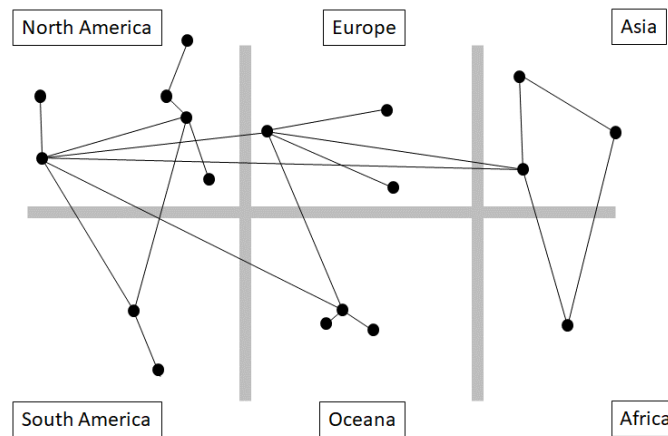 North America
Europe
Asia
South America
Oceana
Africa